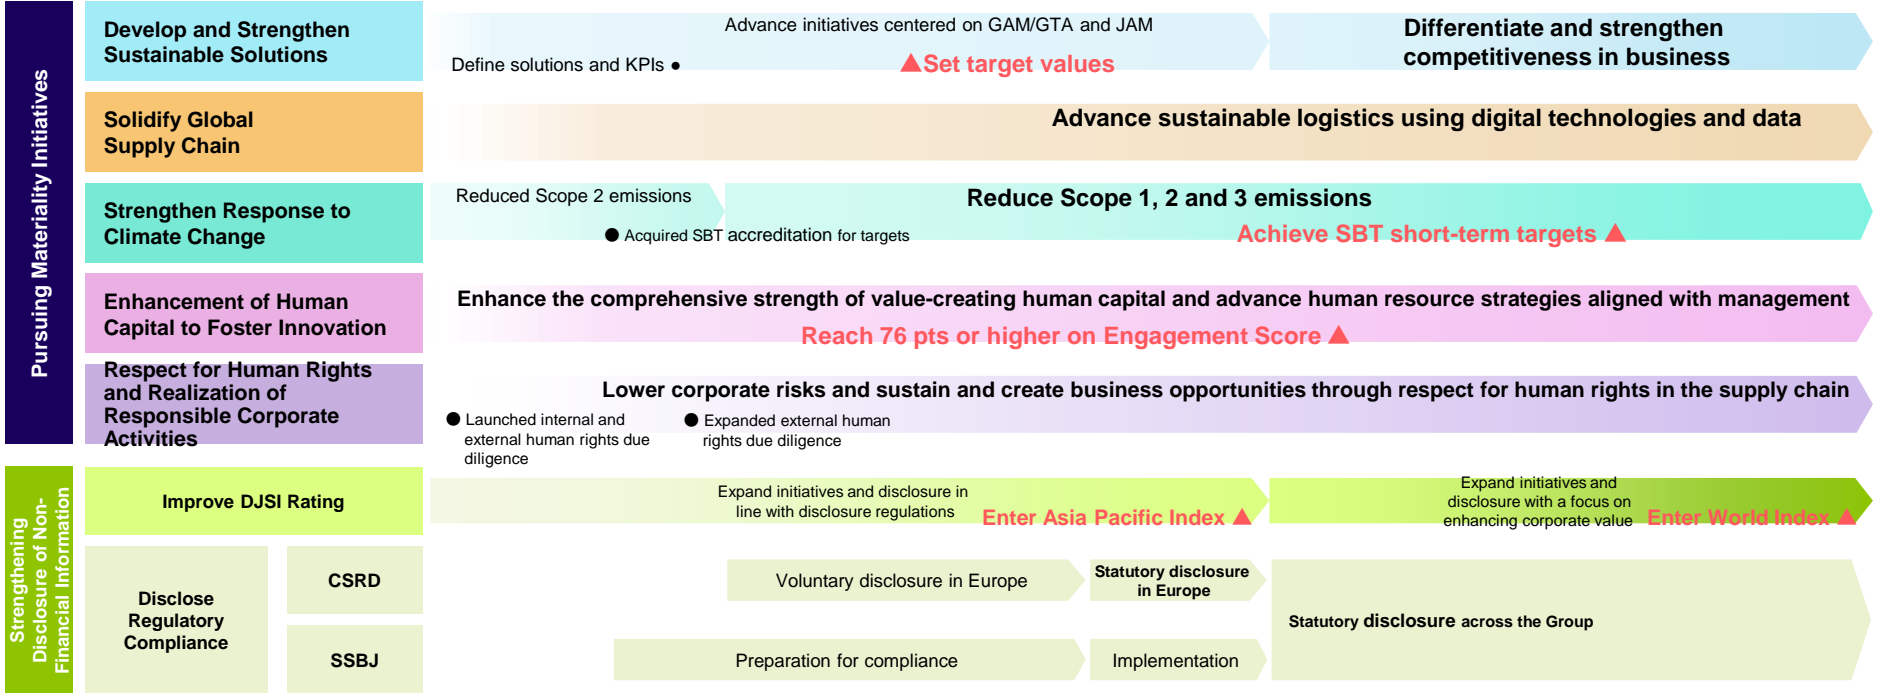 Pursuing Materiality Initiatives
Develop and Strengthen
Sustainable Solutions
Advance initiatives centered on GAM/GTA and JAM
Define solutions and KPIs ●
▲Set target values
Differentiate and strengthen
competitiveness in business
Solidify Global
Supply Chain
Advance sustainable logistics using digital technologies and data
Strengthen Response to
Climate Change
Reduced Scope 2 emissions
● Acquired SBT accreditation for targets
Reduce Scope 1, 2 and 3 emissions
Achieve SBT short-term targets ▲
Enhancement of Human
Capital to Foster Innovation
Enhance the comprehensive strength of value-creating human capital and advance human resource strategies aligned with management
Reach 76 pts or higher on Engagement Score ▲
Respect for Human Rights
and Realization of
Responsible Corporate
Activities
Lower corporate risks and sustain and create business opportunities through respect for human rights in the supply chain
● Launched internal and
external human rights due
diligence
● Expanded external human
rights due diligence
Strengthening
Disclosure of Non-
Financial Information
Improve DJSI Rating
Expand initiatives and disclosure in
line with disclosure regulations
Enter Asia Pacific Index ▲
Expand initiatives and
disclosure with a focus on
enhancing corporate value
Enter World Index ▲
Disclose
Regulatory
Compliance
CSRD
Voluntary disclosure in Europe
Statutory disclosure
in Europe
Statutory disclosure across the Group
SSBJ
Preparation for compliance
Implementation